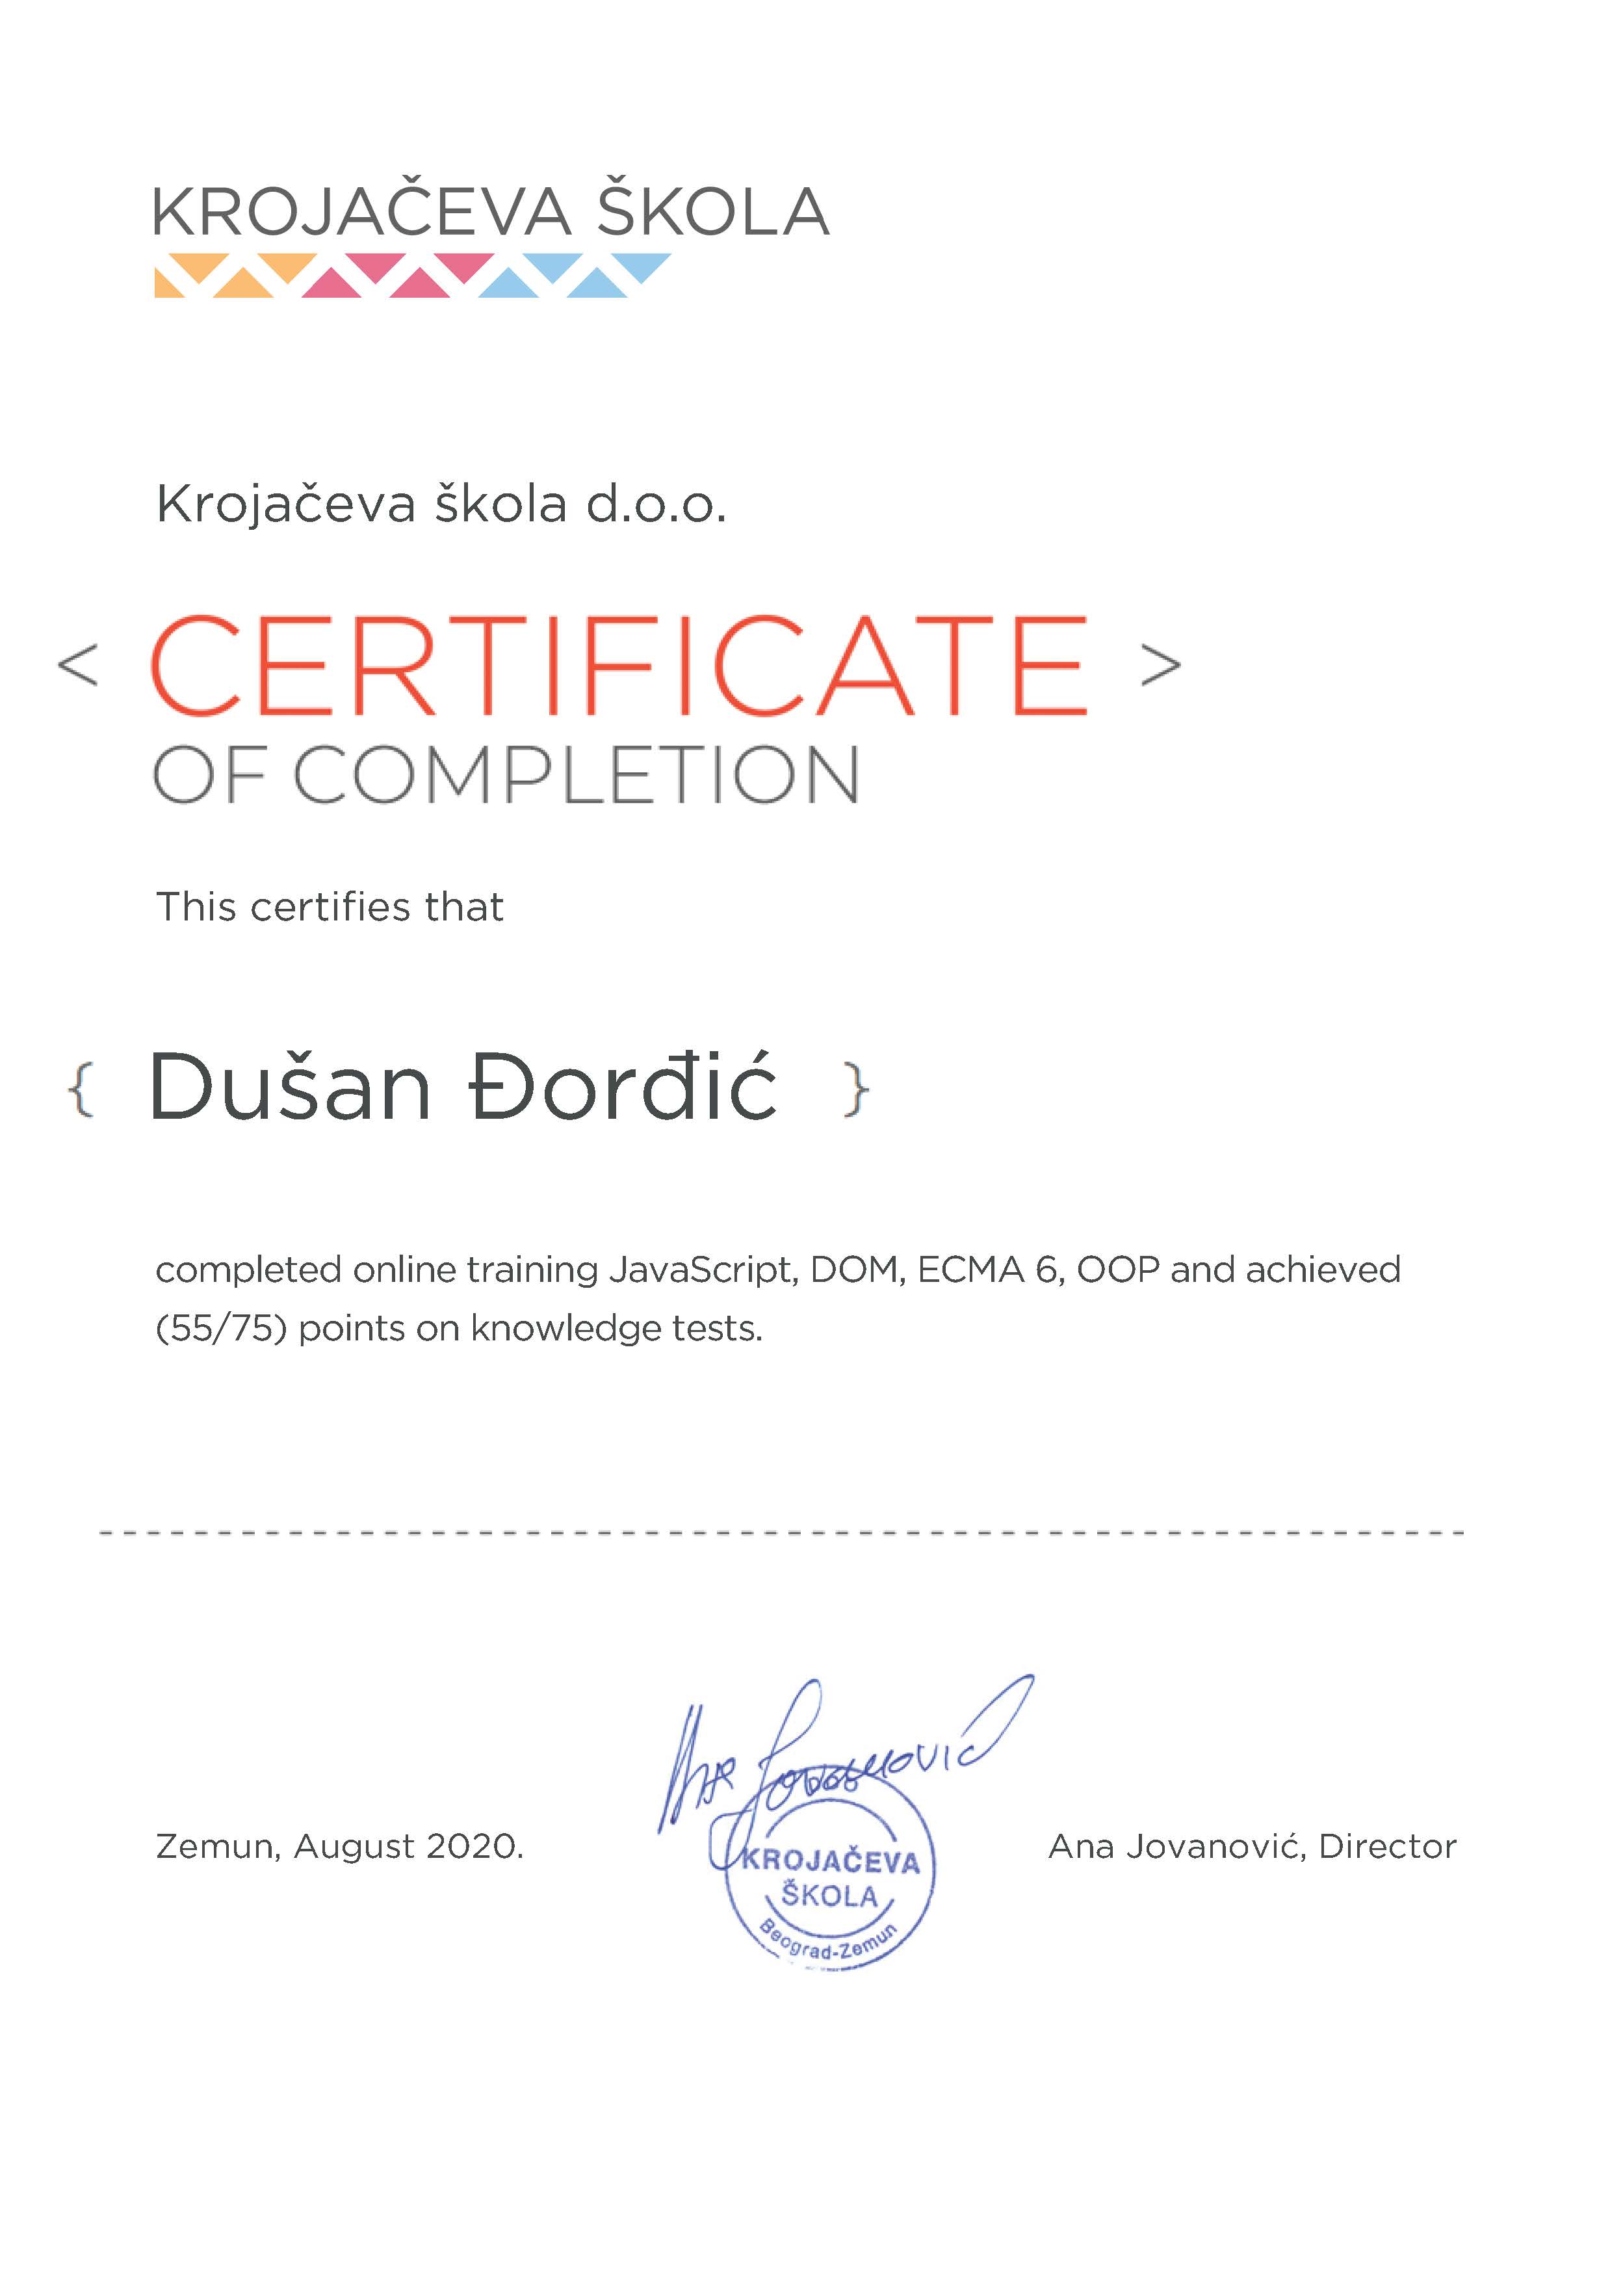 KROJAČEVA ŠKOLA
Krojačeva škola d.o.o.
< CERTIFICATE >
OF COMPLETION
This certifies that
{ Dušan Đorđić }
completed online training JavaScript, DOM, ECMA 6, OOP and achieved
(55/75) points on knowledge tests.
Ana Jovanović
Zemun, August 2020.
KROJAČEVA
ŠKOLA
Beograd-Zemun
Ana Jovanović, Director